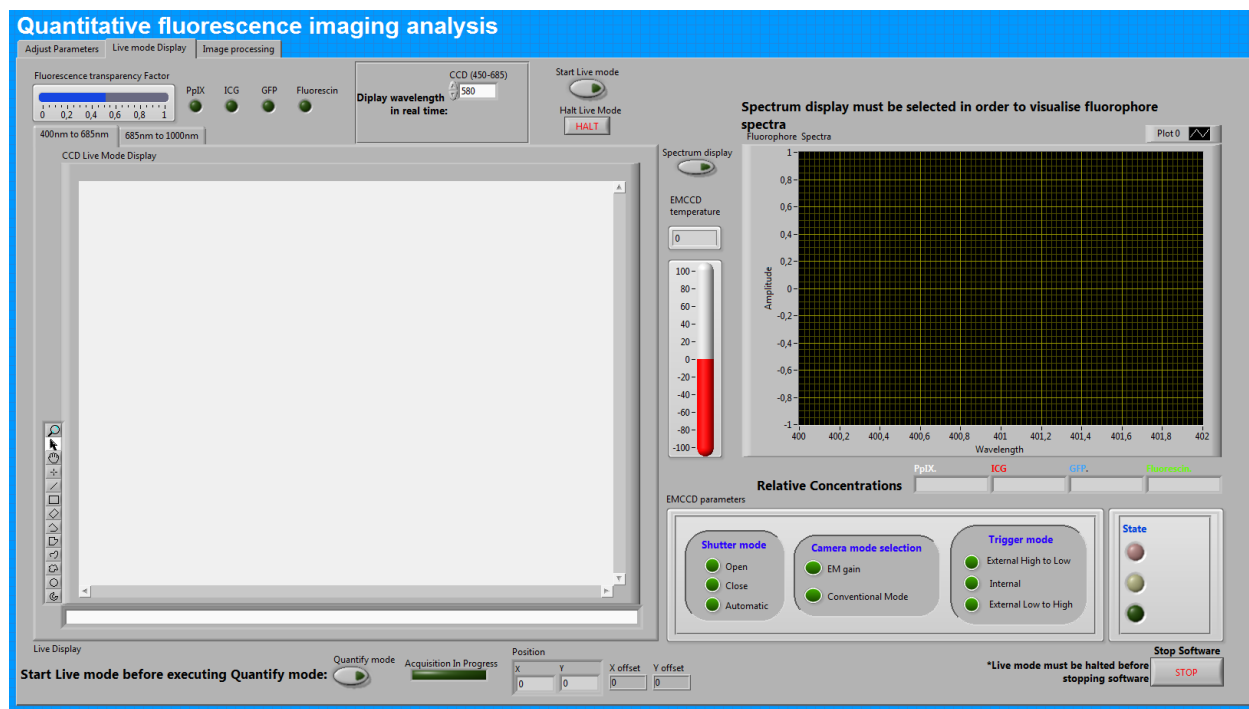 Quantitative fluorescence imaging analysis
Adjust Parameters
Live mode Display
Image processing
Fluorescence transparency Factor
0 0,2 0,4 0,6 0,8 1
PpIX
ICG
GFP
Fluorescin
CCD (450-685)
Diplay wavelength
in real time:
580
Start Live mode
Halt Live Mode
HALT
400nm to 685nm
685nm to 1000nm
CCD Live Mode Display
Spectrum display must be selected in order to visualise fluorophore
spectra
Fluorophore Spectra
Plot 0
Spectrum display
EMCCD
temperature
0
100
80
60
40
20
0
-20
-40
-60
-80
-100
1
0,8
0,6
0,4
0,2
0
-0,2
-0,4
-0,6
-0,8
-1
Amplitude
400 400,2 400,4 400,6 400,8 401 401,2 401,4 401,6 401,8 402
Wavelength
PpIX.
ICG
GFP.
Relative Concentrations
EMCCD parameters
Shutter mode
Open
Close
Automatic
Camera mode selection
EM gain
Conventional Mode
Trigger mode
External High to Low
Internal
External Low to High
State
Live Display
Start Live mode before executing Quantify mode:
Quantify mode
Acquisition In Progress
Position
X Y
0 0
X offset Y offset
0 0
*Live mode must be halted before
stopping software
Stop Software
STOP